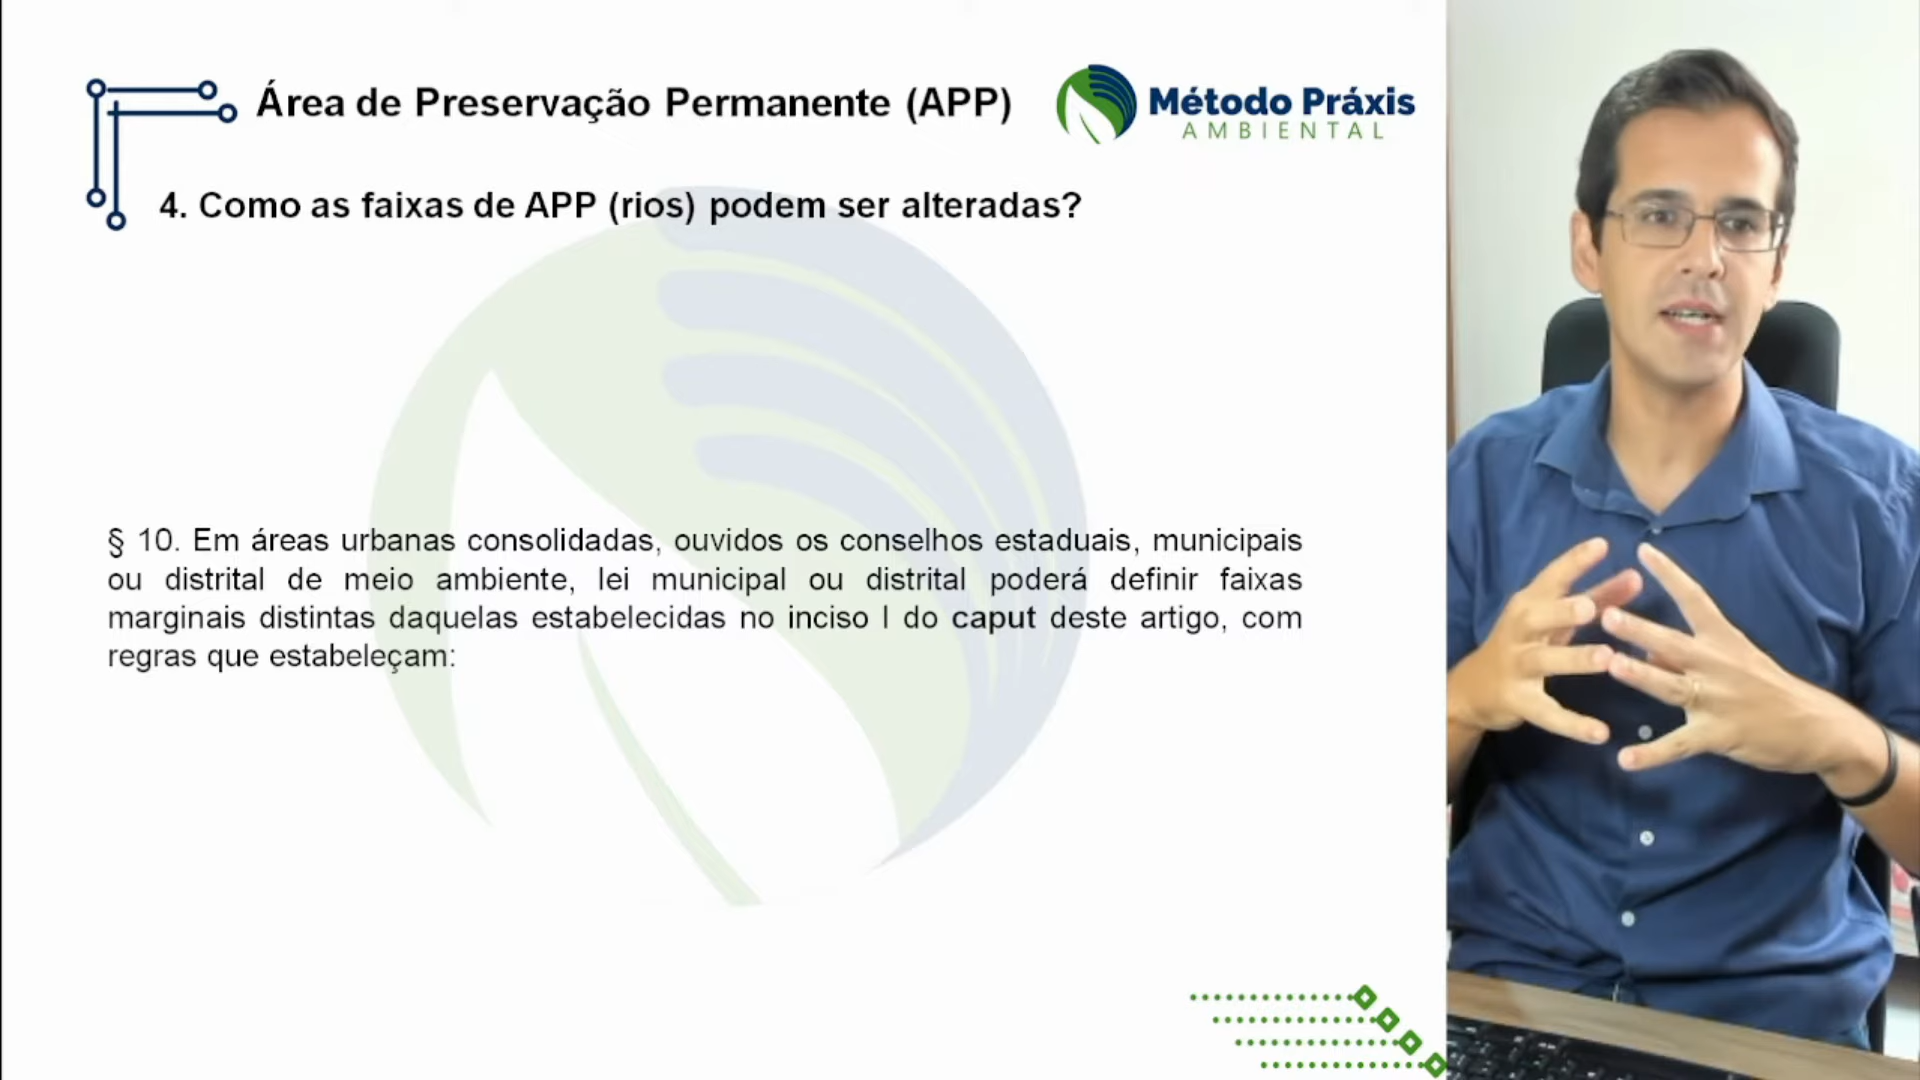 Área de Preservação Permanente (APP)
Método Práxis
AMBIENTAL
4. Como as faixas de APP (rios) podem ser alteradas?
§ 10. Em áreas urbanas consolidadas, ouvidos os conselhos estaduais, municipais
ou distrital de meio ambiente, lei municipal ou distrital poderá definir faixas
marginais distintas daquelas estabelecidas no inciso I do caput deste artigo, com
regras que estabeleçam: